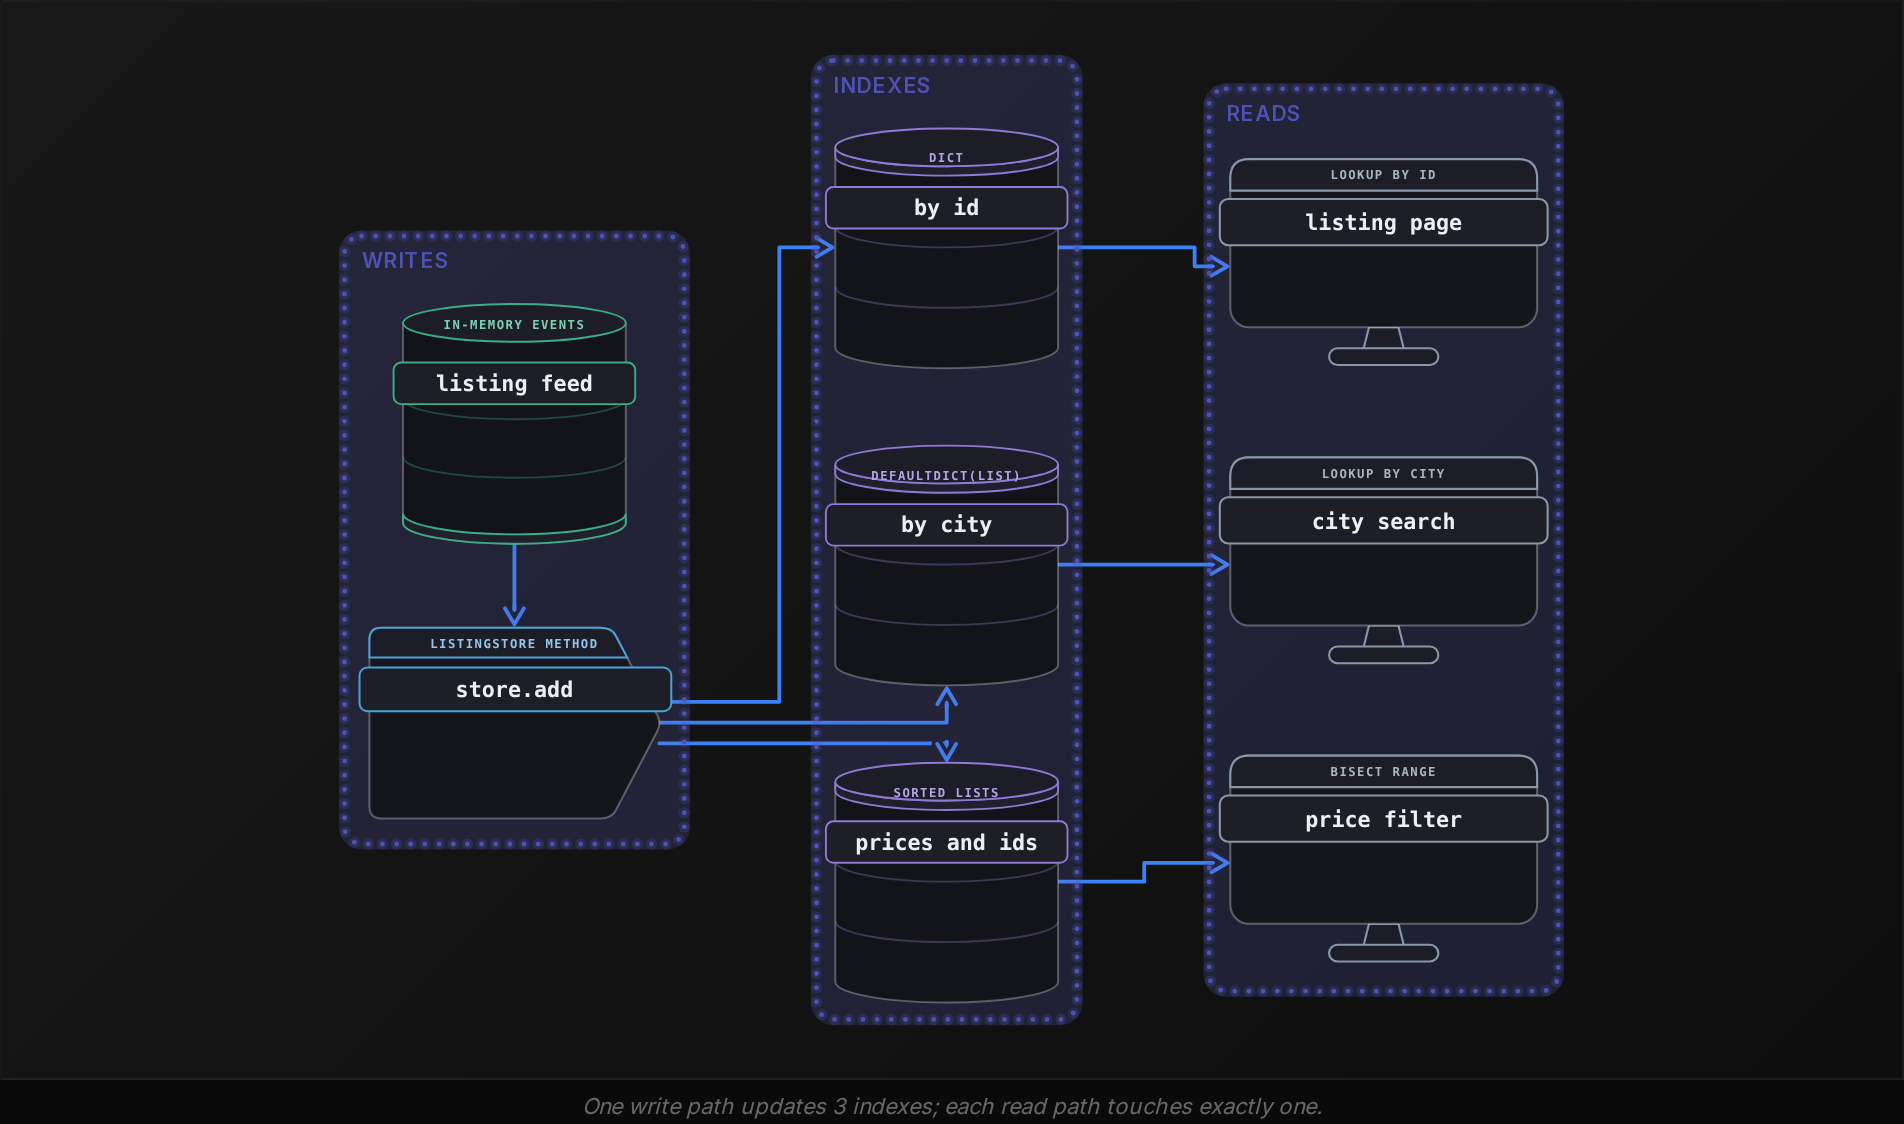 WRITES
IN-MEMORY EVENTS
listing feed
LISTINGSTORE METHOD
store.add
INDEXES
DICT
by id
DEFAULTDICT(LIST)
by city
SORTED LISTS
prices and ids
READS
LOOKUP BY ID
listing page
LOOKUP BY CITY
city search
BISECT RANGE
price filter
One write path updates 3 indexes; each read path touches exactly one.